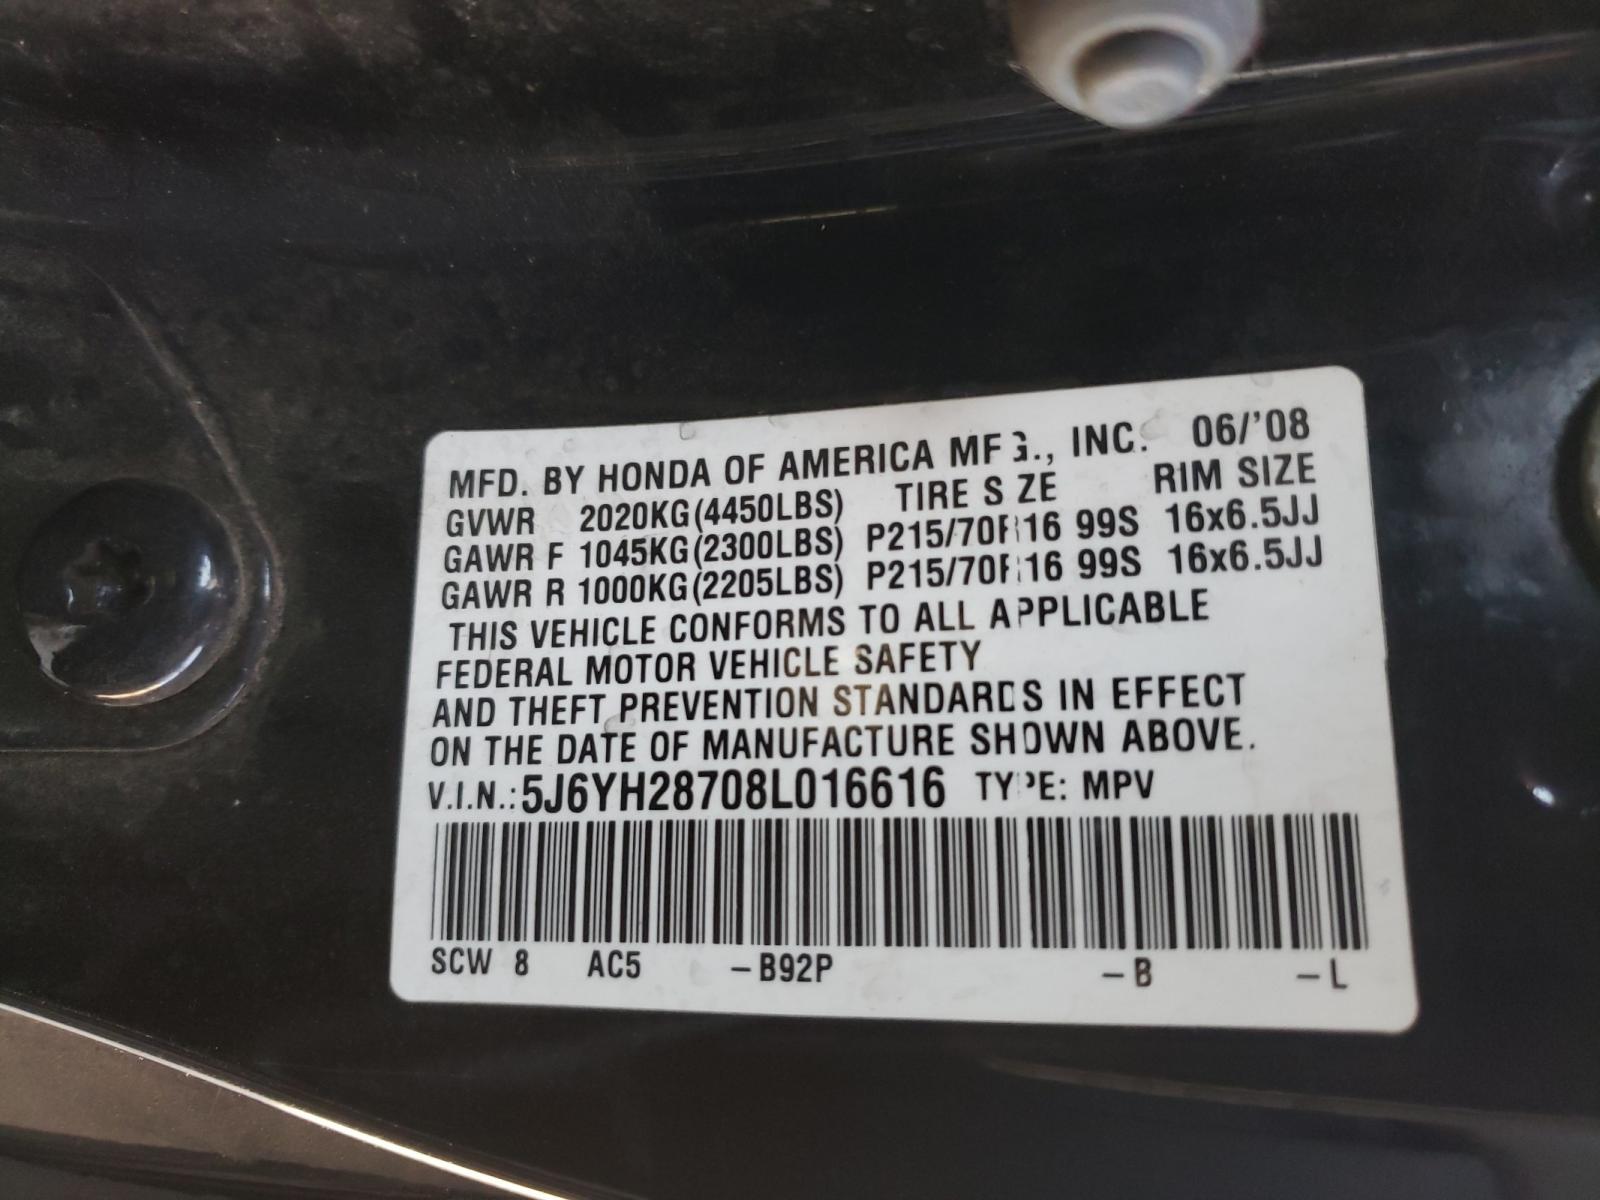 MFD. BY HONDA OF AMERICA MFG., INC. 06/'08
GVWR 2020KG(4450LBS) TIRE SIZE RIM SIZE
GAWR F 1045KG(2300LBS) P215/70R16 99S 16x6.5JJ
GAWR R 1000KG(2205LBS) P215/70R16 99S 16x6.5JJ
THIS VEHICLE CONFORMS TO ALL APPLICABLE
FEDERAL MOTOR VEHICLE SAFETY
AND THEFT PREVENTION STANDARDS IN EFFECT
ON THE DATE OF MANUFACTURE SHOWN ABOVE.
V.I.N.: 5J6YH28708L016616 TYPE: MPV
SCW 8 AC5 –B92P –B –L